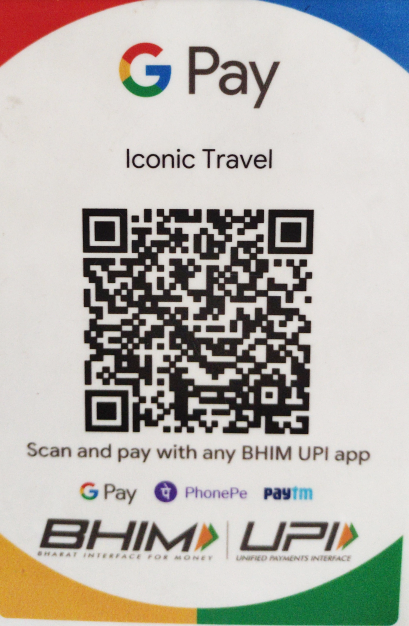 G Pay
Iconic Travel
Scan and pay with any BHIM UPI app
G Pay PhonePe paytm
BHIM UPI
BHARAT INTERFACE FOR MONEY UNIFIED PAYMENTS INTERFACE